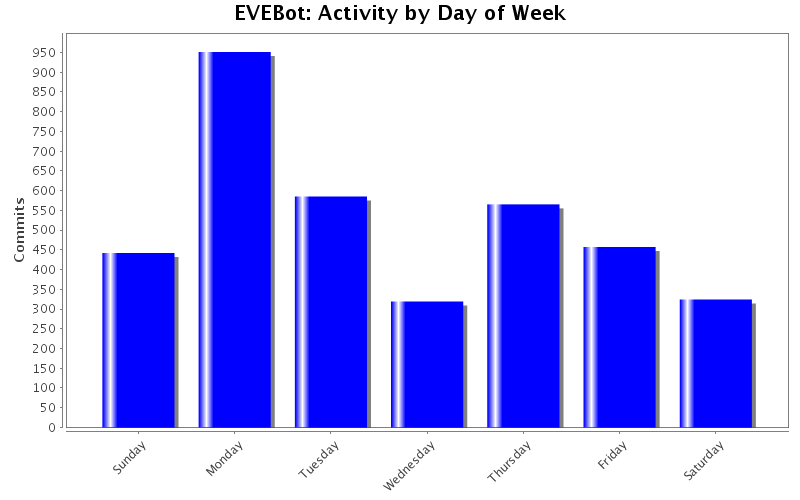 EVEBot: Activity by Day of Week
Commits
950
900
850
800
750
700
650
600
550
500
450
400
350
300
250
200
150
100
50
0
Sunday
Monday
Tuesday
Wednesday
Thursday
Friday
Saturday